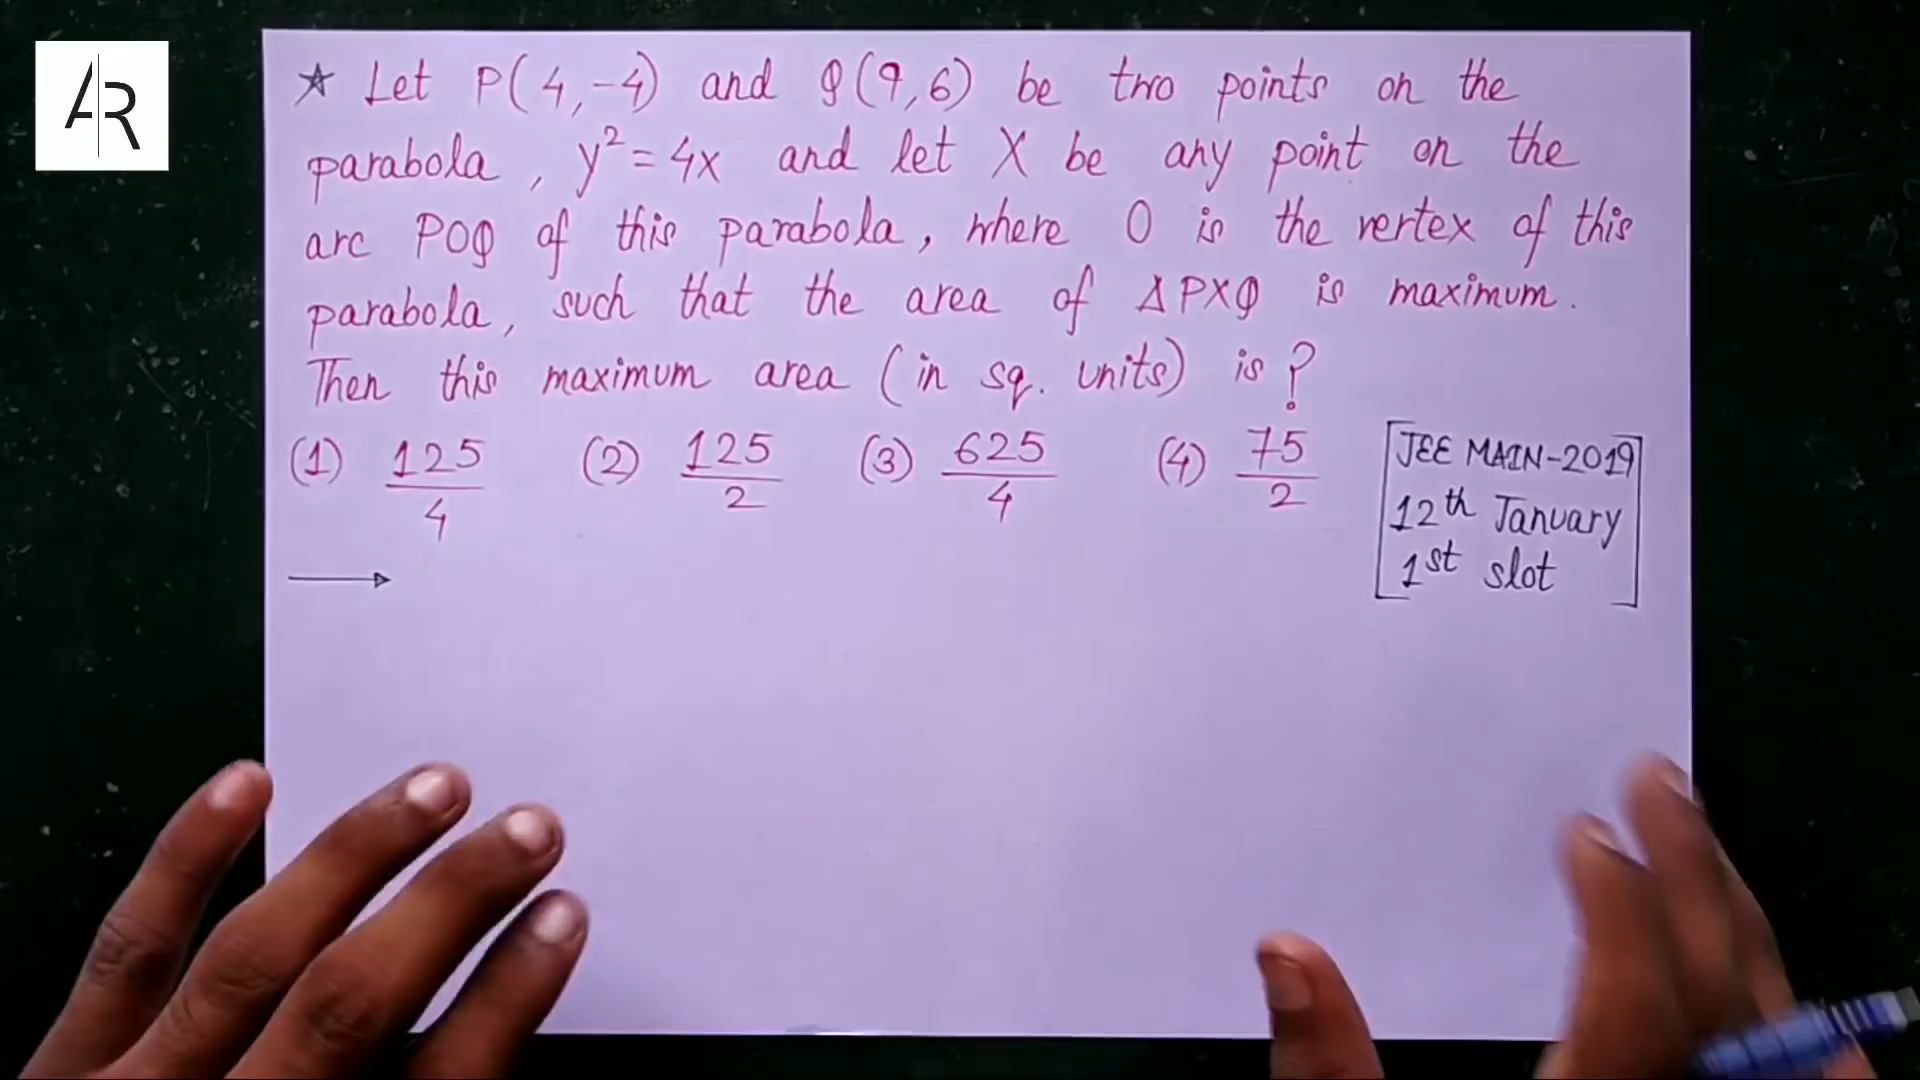 AR
☆ Let P(4,-4) and Q(9,6) be two points on the
parabola, y² = 4x and let X be any point on the
arc POQ of this parabola, where O is the vertex of this
parabola, such that the area of ΔPXQ is maximum.
Then this maximum area (in sq. units) is?
(1) 125/4 (2) 125/2 (3) 625/4 (4) 75/2
[JEE MAIN-2019
12th January
1st slot]